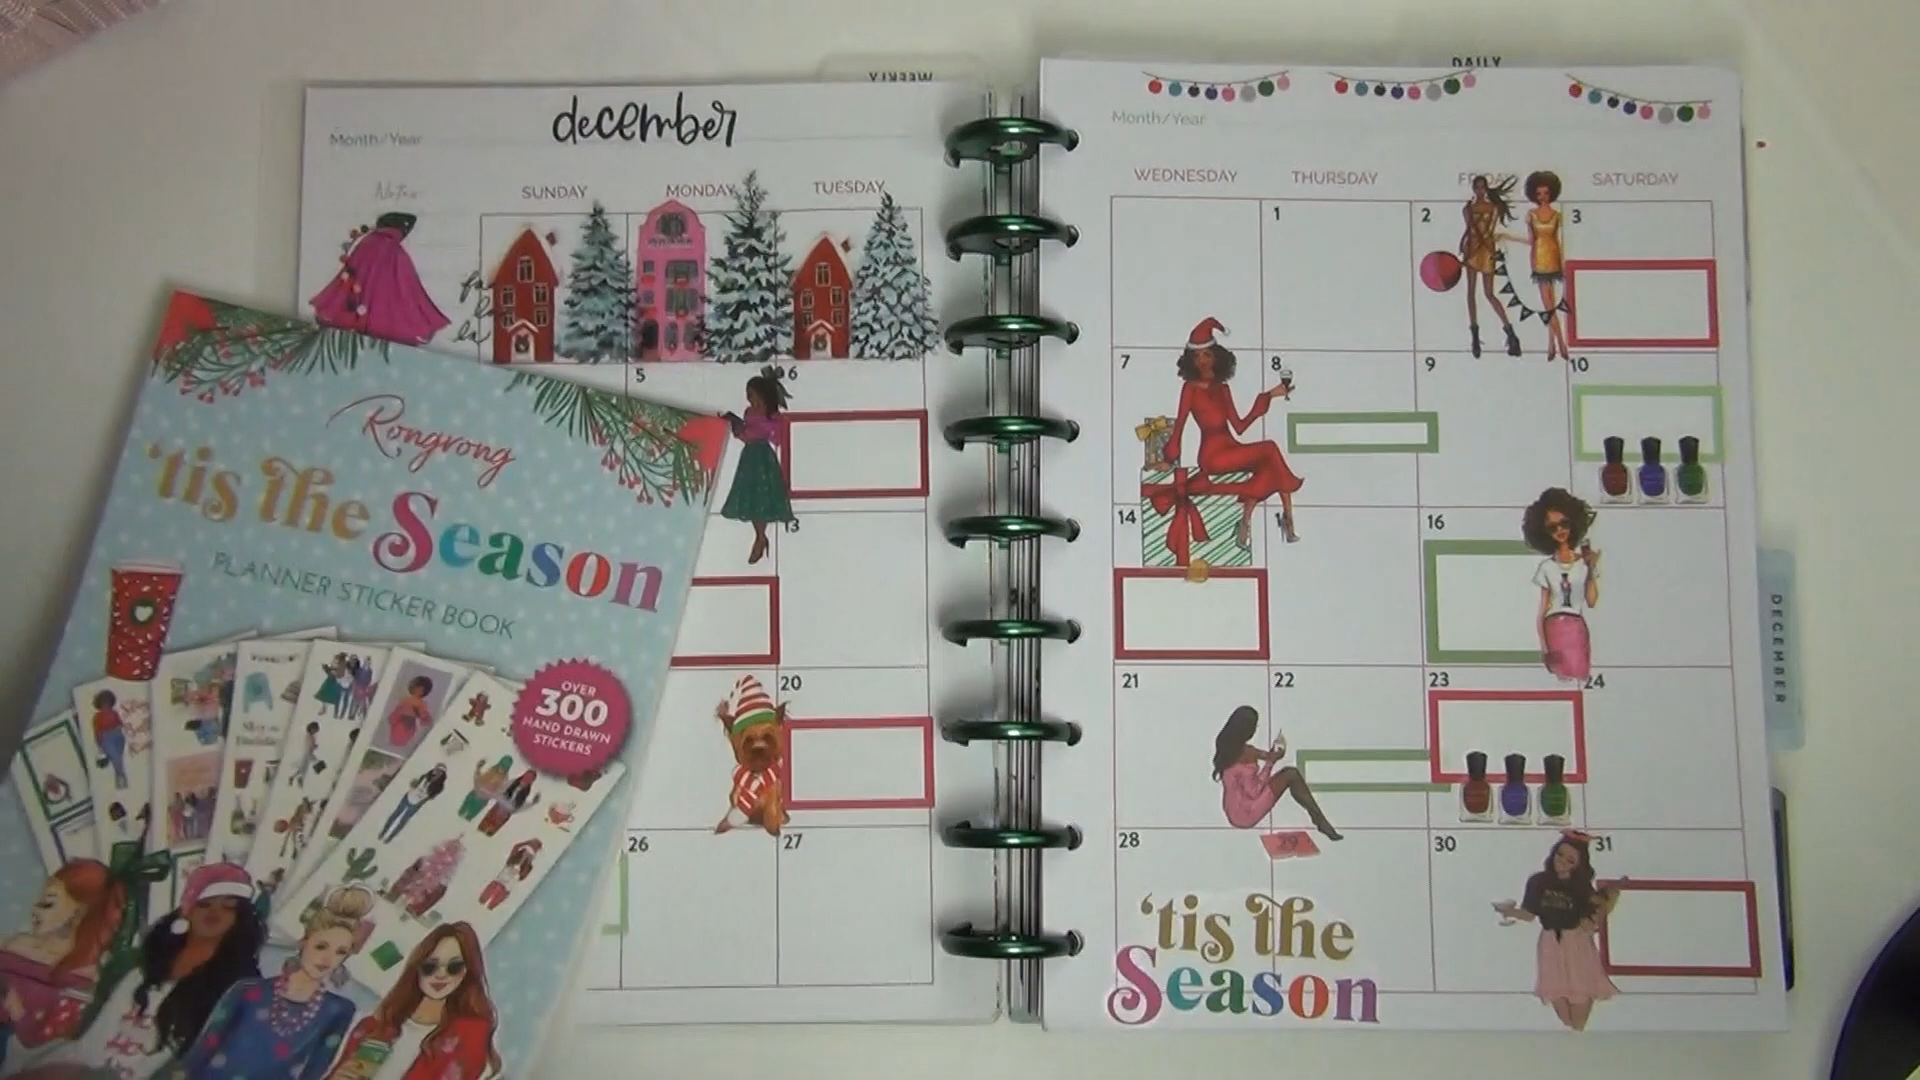 WEEKLY
DAILY
december
Month/Year
Month/Year
Notes
SUNDAY
MONDAY
TUESDAY
WEDNESDAY
THURSDAY
SATURDAY
1
2
3
5
6
7
8
9
10
13
14
16
20
21
22
23
24
26
27
28
29
30
31
'tis the
Season
DECEMBER
Rongrong
'tis the Season
PLANNER STICKER BOOK
OVER
300
HAND DRAWN
STICKERS